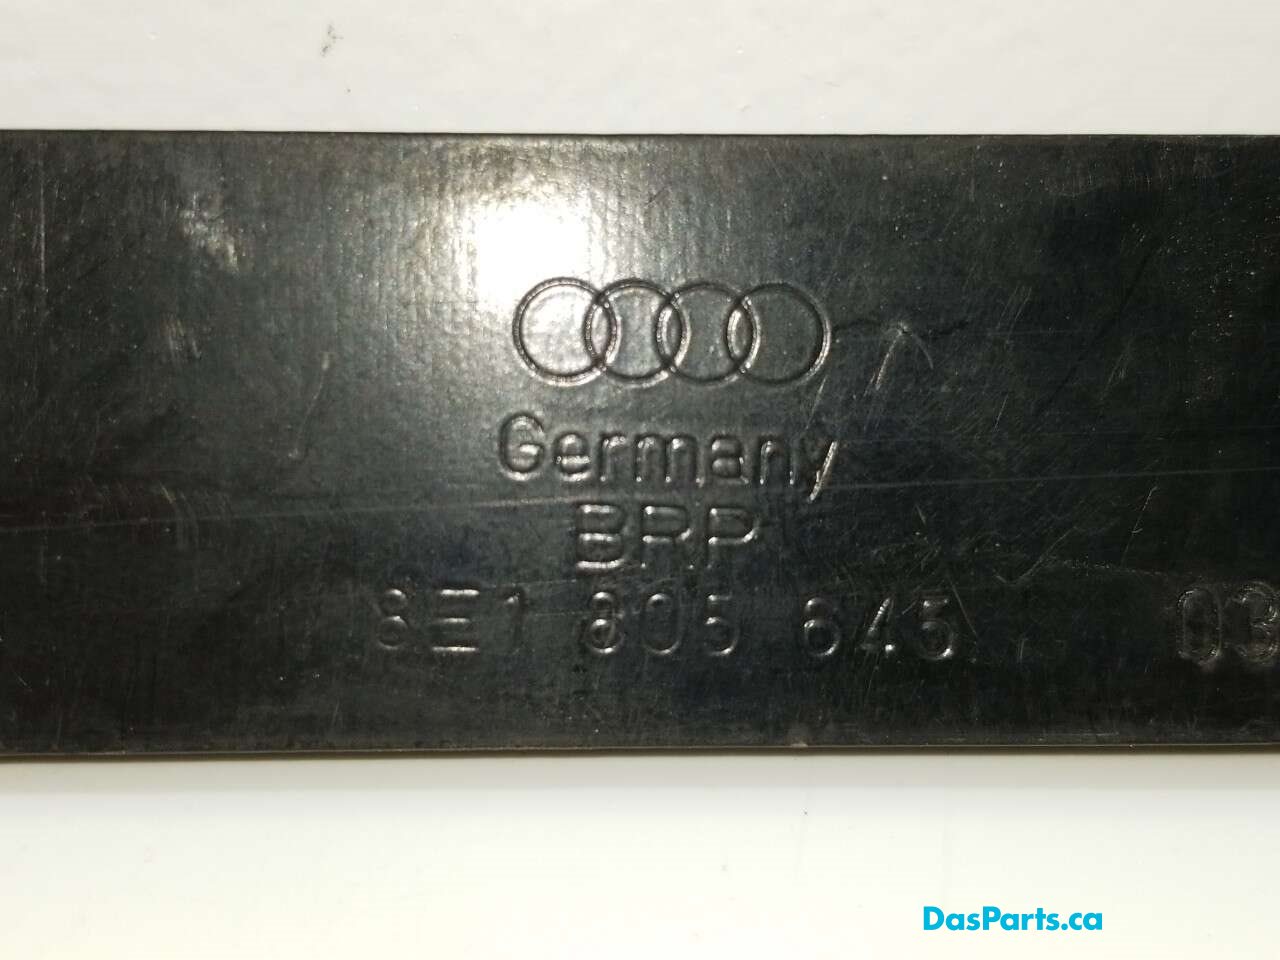 Germany
BRP
8E1 805 645 03
DasParts.ca